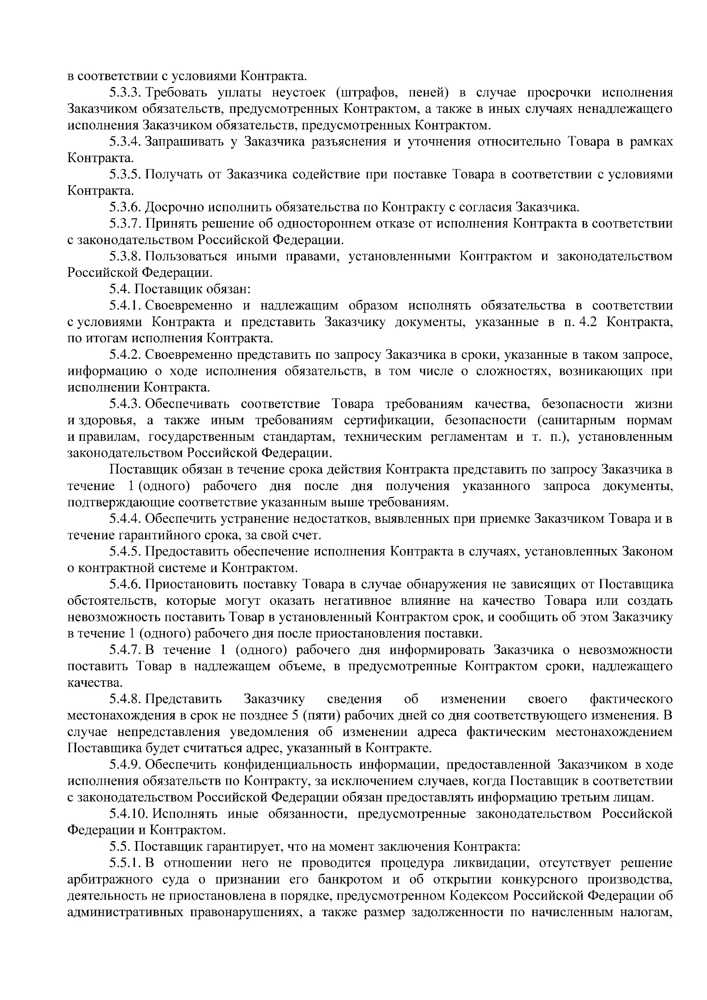 в соответствии с условиями Контракта.
5.3.3. Требовать уплаты неустоек (штрафов, пеней) в случае просрочки исполнения
Заказчиком обязательств, предусмотренных Контрактом, а также в иных случаях ненадлежащего
исполнения Заказчиком обязательств, предусмотренных Контрактом.
5.3.4. Запрашивать у Заказчика разъяснения и уточнения относительно Товара в рамках
Контракта.
5.3.5. Получать от Заказчика содействие при поставке Товара в соответствии с условиями
Контракта.
5.3.6. Досрочно исполнить обязательства по Контракту с согласия Заказчика.
5.3.7. Принять решение об одностороннем отказе от исполнения Контракта в соответствии
с законодательством Российской Федерации.
5.3.8. Пользоваться иными правами, установленными Контрактом и законодательством
Российской Федерации.
5.4. Поставщик обязан:
5.4.1. Своевременно и надлежащим образом исполнять обязательства в соответствии
с условиями Контракта и представить Заказчику документы, указанные в п. 4.2 Контракта,
по итогам исполнения Контракта.
5.4.2. Своевременно представить по запросу Заказчика в сроки, указанные в таком запросе,
информацию о ходе исполнения обязательств, в том числе о сложностях, возникающих при
исполнении Контракта.
5.4.3. Обеспечивать соответствие Товара требованиям качества, безопасности жизни
и здоровья, а также иным требованиям сертификации, безопасности (санитарным нормам
и правилам, государственным стандартам, техническим регламентам и т. п.), установленным
законодательством Российской Федерации.
Поставщик обязан в течение срока действия Контракта представить по запросу Заказчика в
течение 1 (одного) рабочего дня после дня получения указанного запроса документы,
подтверждающие соответствие указанным выше требованиям.
5.4.4. Обеспечить устранение недостатков, выявленных при приемке Заказчиком Товара и в
течение гарантийного срока, за свой счет.
5.4.5. Предоставить обеспечение исполнения Контракта в случаях, установленных Законом
о контрактной системе и Контрактом.
5.4.6. Приостановить поставку Товара в случае обнаружения не зависящих от Поставщика
обстоятельств, которые могут оказать негативное влияние на качество Товара или создать
невозможность поставить Товар в установленный Контрактом срок, и сообщить об этом Заказчику
в течение 1 (одного) рабочего дня после приостановления поставки.
5.4.7. В течение 1 (одного) рабочего дня информировать Заказчика о невозможности
поставить Товар в надлежащем объеме, в предусмотренные Контрактом сроки, надлежащего
качества.
5.4.8. Представить Заказчику сведения об изменении своего фактического
местонахождения в срок не позднее 5 (пяти) рабочих дней со дня соответствующего изменения. В
случае непредставления уведомления об изменении адреса фактическим местонахождением
Поставщика будет считаться адрес, указанный в Контракте.
5.4.9. Обеспечить конфиденциальность информации, предоставленной Заказчиком в ходе
исполнения обязательств по Контракту, за исключением случаев, когда Поставщик в соответствии
с законодательством Российской Федерации обязан предоставлять информацию третьим лицам.
5.4.10. Исполнять иные обязанности, предусмотренные законодательством Российской
Федерации и Контрактом.
5.5. Поставщик гарантирует, что на момент заключения Контракта:
5.5.1. В отношении него не проводится процедура ликвидации, отсутствует решение
арбитражного суда о признании его банкротом и об открытии конкурсного производства,
деятельность не приостановлена в порядке, предусмотренном Кодексом Российской Федерации об
административных правонарушениях, а также размер задолженности по начисленным налогам,